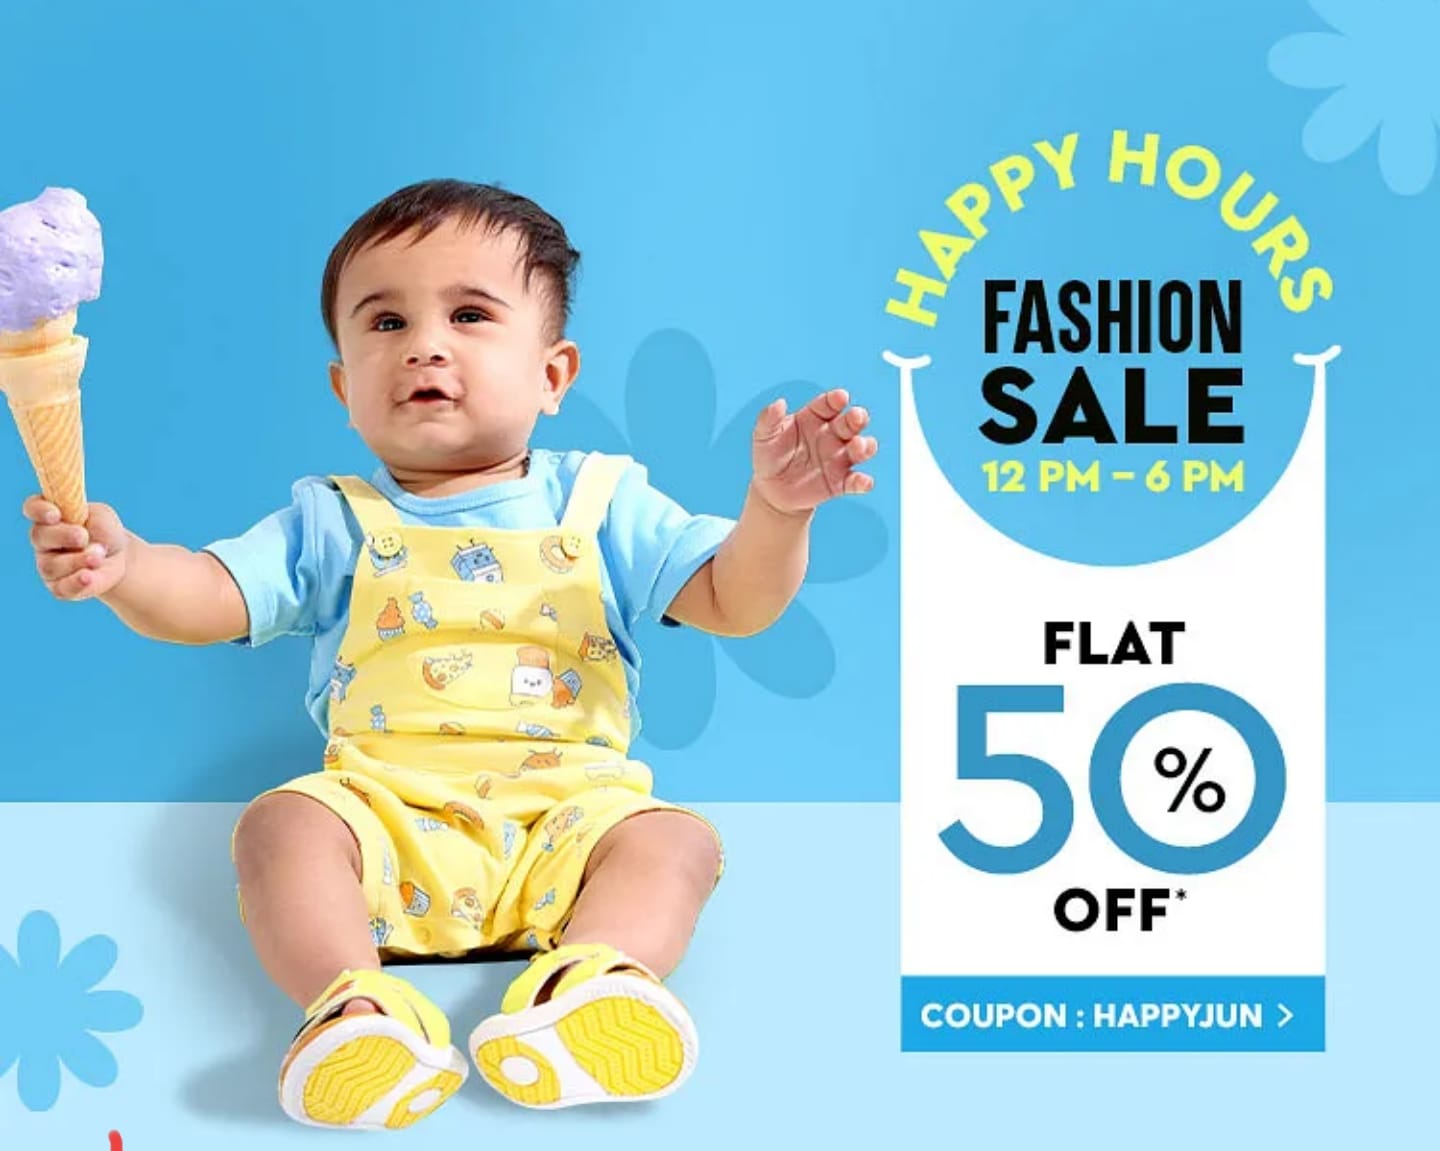 HAPPY HOURS
FASHION
SALE
12 PM – 6 PM
FLAT
50%
OFF*
COUPON : HAPPYJUN >